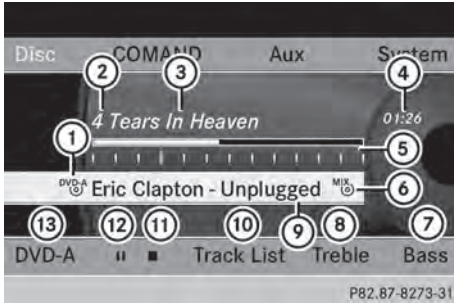 Disc COMAND Aux System
2 3 4
4 Tears In Heaven 01:26
1 5
DVD-A Eric Clapton - Unplugged MIX 6
13 12 11 10 9 8 7
DVD-A Track List Treble Bass
P82.87-8273-31